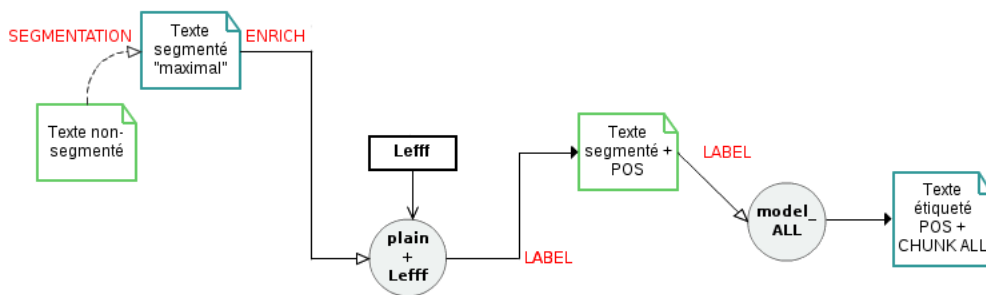 SEGMENTATION
Texte
segmenté
"maximal"
ENRICH
Texte non-
segmenté
Lefff
plain
+
Lefff
LABEL
Texte
segmenté +
POS
LABEL
model_
ALL
Texte
étiqueté
POS +
CHUNK ALL